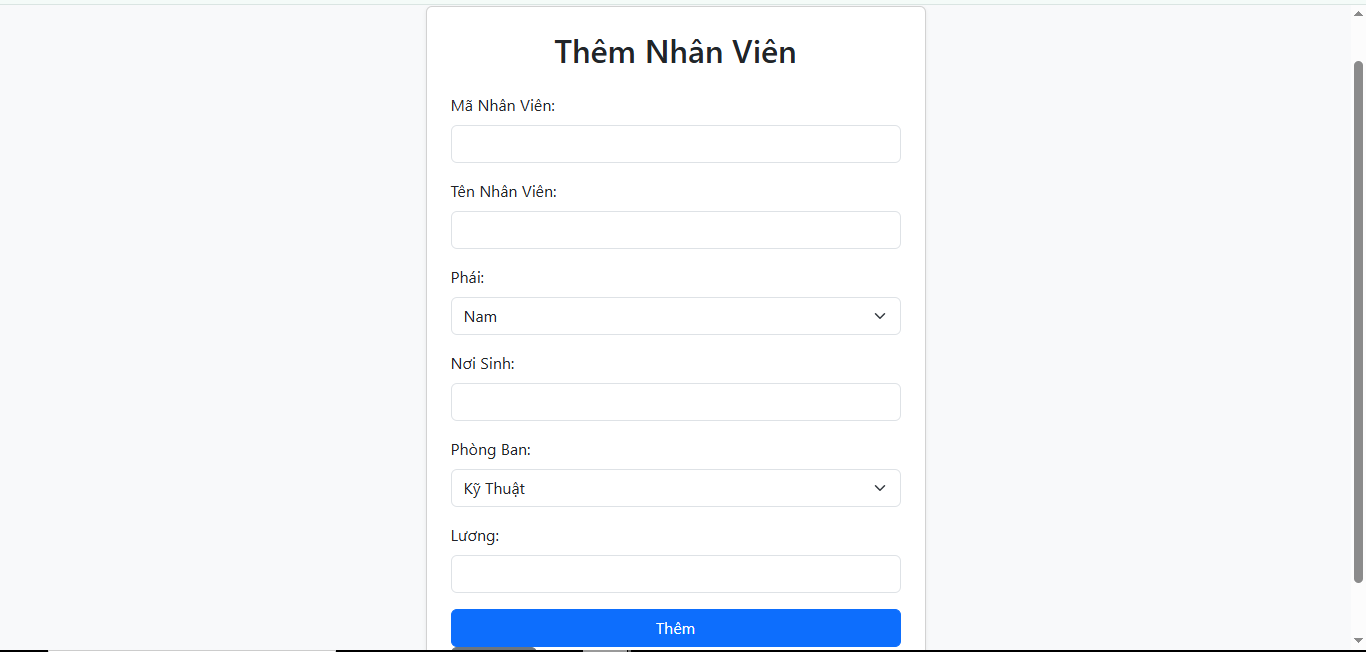 Thêm Nhân Viên
Mã Nhân Viên:
Tên Nhân Viên:
Phái:
Nam
Nơi Sinh:
Phòng Ban:
Kỹ Thuật
Lương:
Thêm